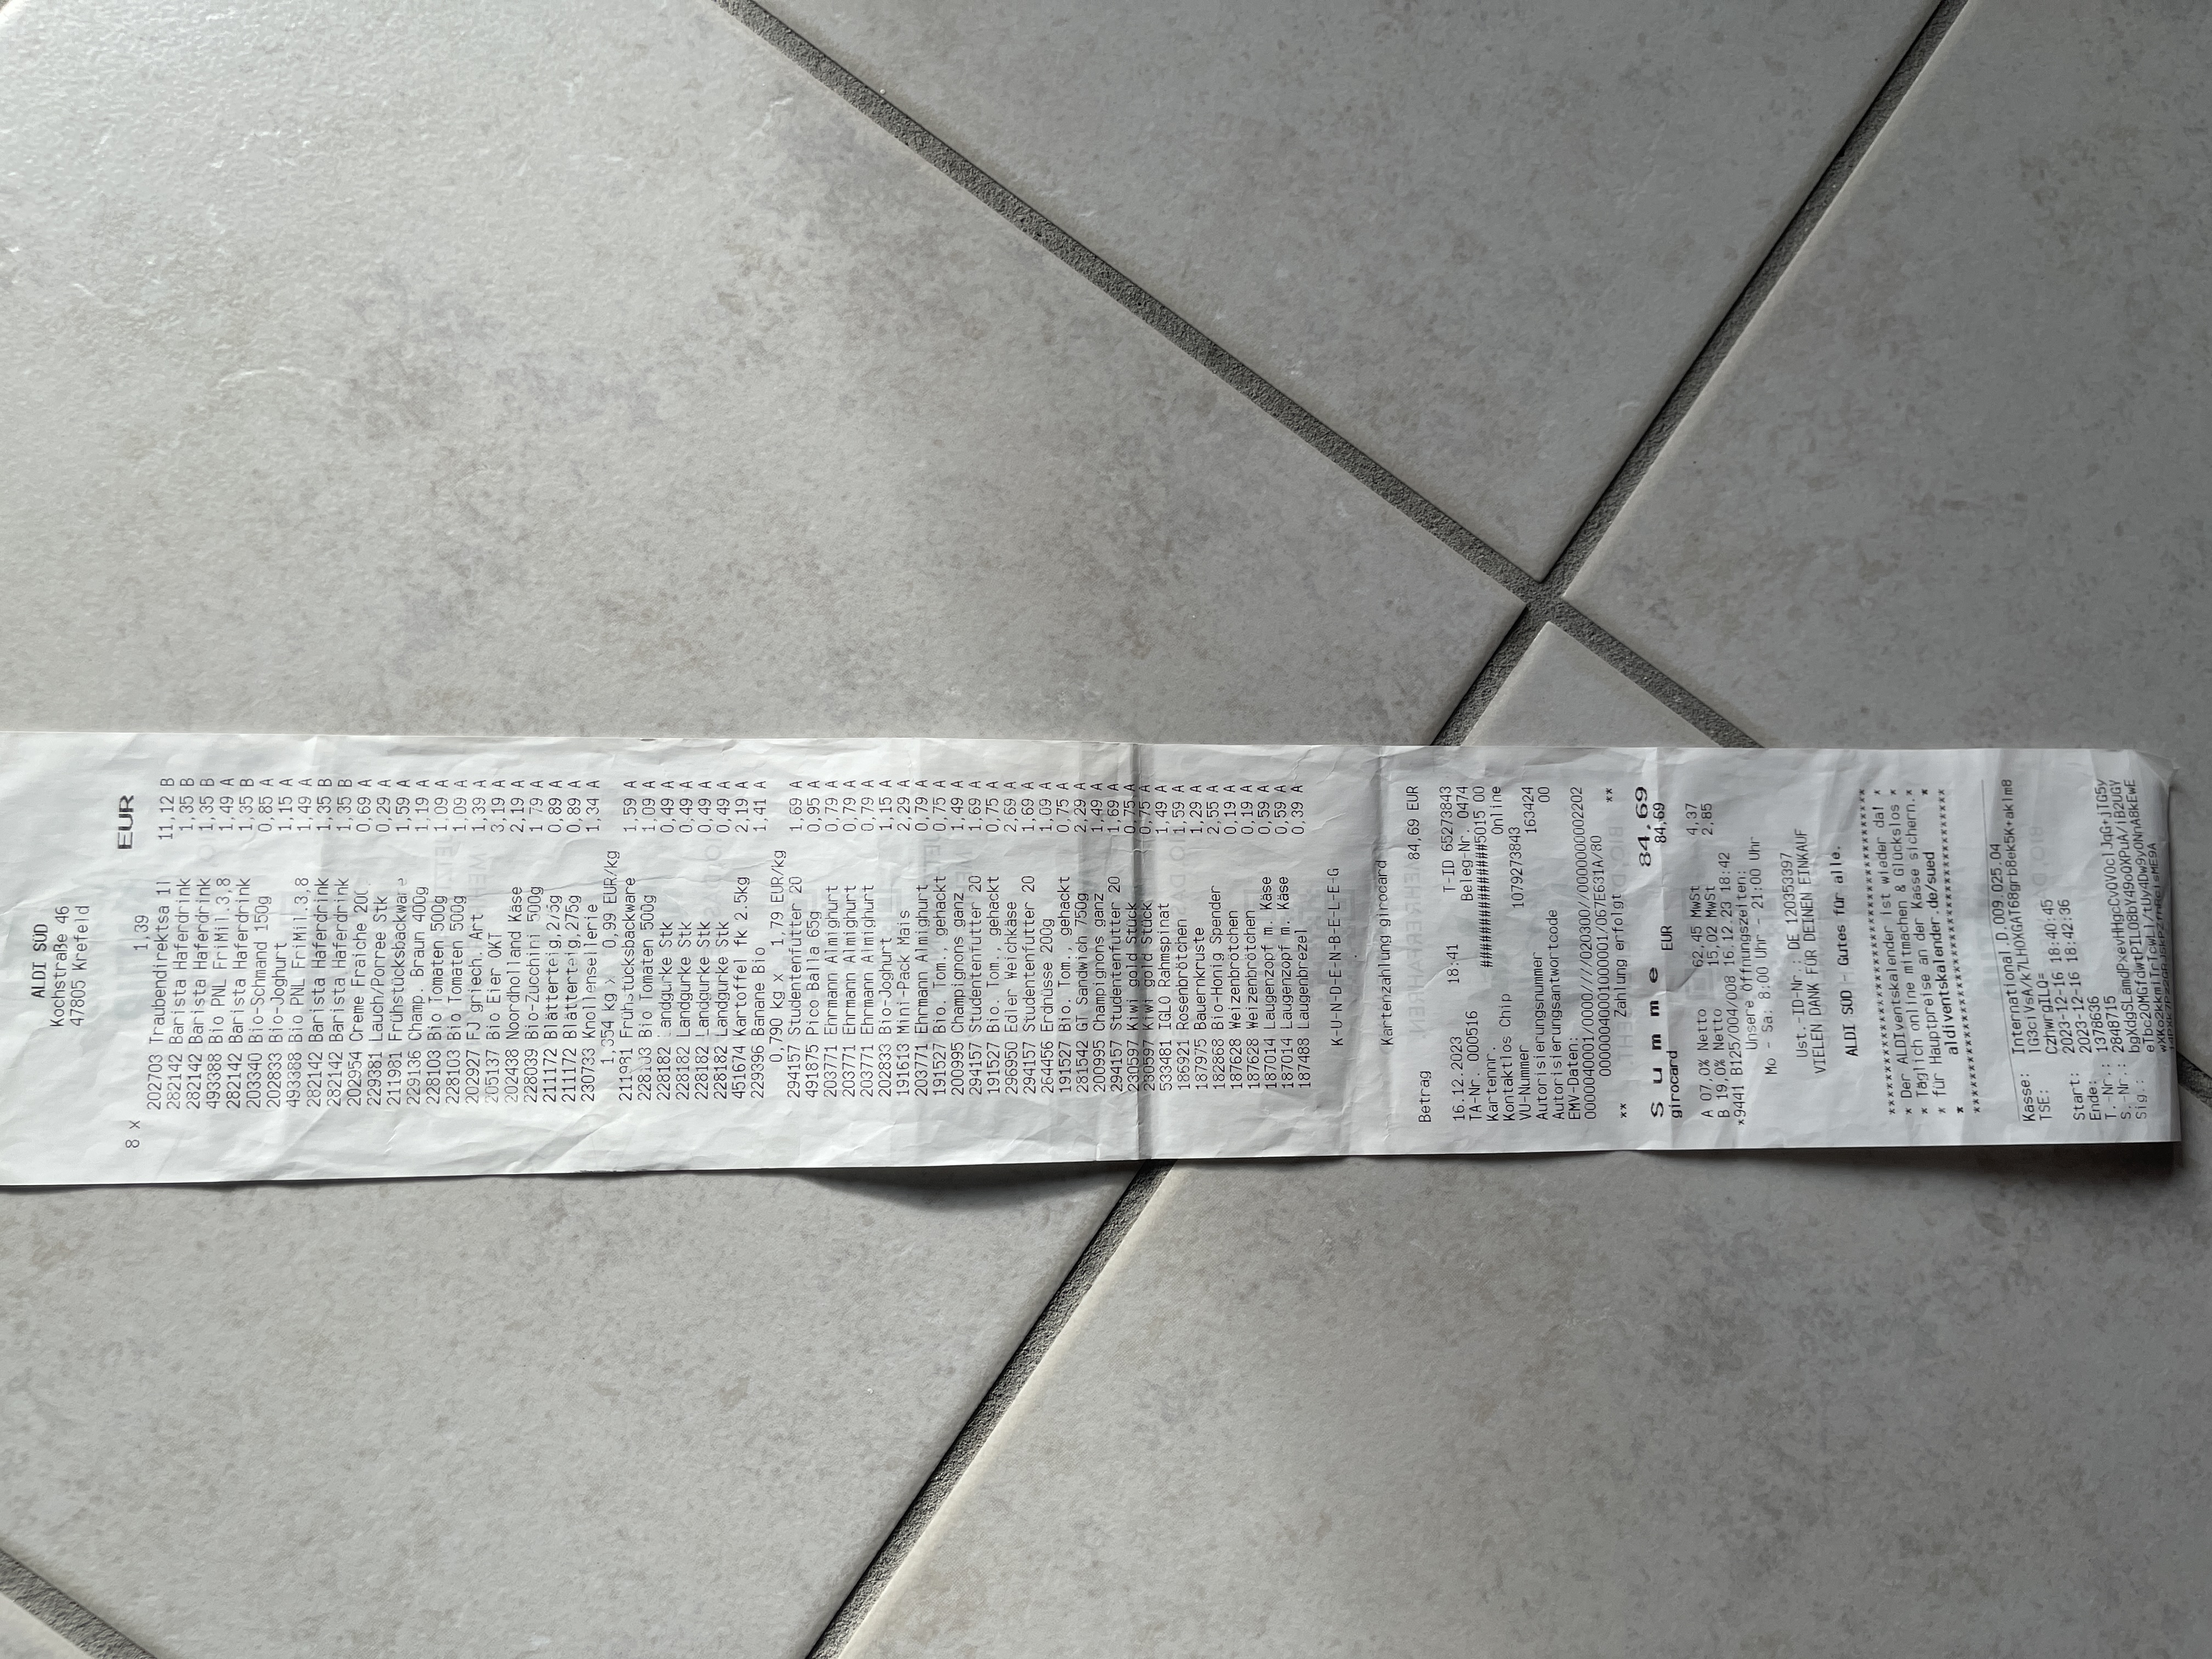 ALDI SÜD
Kochstraße 46
47805 Krefeld
EUR
8 x 1,39
202703 Traubendirektsa 1l 11,12 B
282142 Barista Haferdrink 1,35 B
282142 Barista Haferdrink 1,35 B
493388 Bio PNL FriMil.3,8 1,49 A
282142 Barista Haferdrink 1,35 B
203340 Bio-Schmand 150g 0,85 A
202833 Bio-Joghurt 1,15 A
493388 Bio PNL FriMil.3,8 1,49 A
282142 Barista Haferdrink 1,35 B
282142 Barista Haferdrink 1,35 B
202954 Creme Fraiche 0,69 A
229381 Lauch/Porree Stk 0,29 A
211981 Frühstücksbackware 1,59 A
229136 Champ. Braun 400g 1,19 A
228103 Bio Tomaten 500g 1,09 A
228103 Bio Tomaten 500g 1,09 A
202927 FJ griech. Art 1,39 A
205137 Bio Eier OKT 3,19 A
202438 Noordholland Käse 2,19 A
228039 Bio-Zucchini 500g 1,79 A
211172 Blätterteig,275g 0,89 A
211172 Blätterteig,275g 0,89 A
230733 Knollensellerie 1,34 A
1,354 kg x 0,99 EUR/kg
211981 Frühstücksbackware 1,59 A
228103 Bio Tomaten 500g 1,09 A
228182 Landgurke Stk 0,49 A
228182 Landgurke Stk 0,49 A
228182 Landgurke Stk 0,49 A
228182 Landgurke Stk 0,49 A
451674 Kartoffel fk 2.5kg 2,19 A
229396 Banane Bio 1,41 A
0,790 kg x 1,79 EUR/kg
294157 Studentenfutter 20 1,69 A
491875 Pico Balla 65g 0,95 A
203771 Ehrmann Almighurt 0,79 A
203771 Ehrmann Almighurt 0,79 A
203771 Ehrmann Almighurt 0,79 A
202833 Bio-Joghurt 1,15 A
191613 Mini-Pack Mais 2,29 A
203771 Ehrmann Almighurt 0,79 A
191527 Bio. Tom., gehackt 0,75 A
200995 Champignons ganz 1,49 A
294157 Studentenfutter 20 1,69 A
191527 Bio. Tom., gehackt 0,75 A
296950 Edler Weichkäse 2,69 A
294157 Studentenfutter 20 1,69 A
264456 Erdnüsse 200g 1,09 A
191527 Bio. Tom., gehackt 0,75 A
281542 GT Sandwich 750g 2,29 A
200995 Champignons ganz 1,49 A
294157 Studentenfutter 20 1,69 A
230597 Kiwi gold Stück 0,75 A
230597 Kiwi gold Stück 0,75 A
533481 IGLO Rahmspinat 1,49 A
186921 Rosenbrötchen 1,59 A
187975 Bauernkruste 1,29 A
182868 Bio-Honig Spender 2,55 A
187628 Weizenbrötchen 0,19 A
187628 Weizenbrötchen 0,19 A
187014 Laugenzopf m. Käse 0,59 A
187014 Laugenzopf m. Käse 0,59 A
187488 Laugenbrezel 0,39 A
K-U-N-D-E-N-B-E-L-E-G
Kartenzahlung girocard
Betrag 84,69 EUR
16.12.2023 18:41 T-ID 65273843
TA-Nr. 000516 Beleg-Nr. 0474
Kartennr. ###############5015 00
Kontaktlos Chip Online
VU-Nummer 1079273843
Autorisierungsnummer 163424
Autorisierungsantwortcode 00
EMV-Daten:
0000040001/0000////020300//0000000002202
00000040001000001/067E631A/80
** Zahlung erfolgt **
Summe 84,69
girocard EUR 84,69
A 07,0% Netto 62,45 MwSt 4,37
B 19,0% Netto 15,02 MwSt 2,85
*9441 B125/004/008 16.12.23 18:42
Unsere Öffnungszeiten:
Mo - Sa: 8:00 Uhr - 21:00 Uhr
Ust.-ID-Nr.: DE 120353397
VIELEN DANK FÜR DEINEN EINKAUF
ALDI SÜD - Gutes für alle.
***************************************
* Der ALDIventskalender ist wieder da! *
* Täglich online mitmachen & Glückslos *
* für Hauptpreise an der Kasse sichern.*
* aldiventskalender.de/sued *
***************************************
Kasse: International.D.009.025.04
TSE: lG3ciVsA/k7LHOXGAT68grb8ek5K+aklm8
CzhwrgILQ=
Start: 2023-12-16 18:40:45
Ende: 2023-12-16 18:42:36
T.-Nr.: 1378636
S.-Nr.: 2848715
Sig.: bgXdgSLamdPxevHHgcCvQVOclJqG+jTG5y
eTbc20MGfdwtPILO8bY49oQXPuA/iB2UGY
wXKo2kkmiTrTcwLl/tUy4Dw9yONnA8kEwE